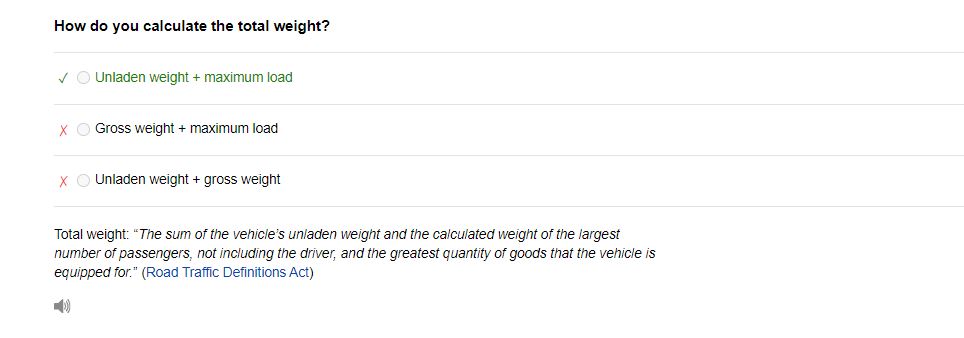 How do you calculate the total weight?
✓ Unladen weight + maximum load
X Gross weight + maximum load
X Unladen weight + gross weight
Total weight: “The sum of the vehicle’s unladen weight and the calculated weight of the largest
number of passengers, not including the driver, and the greatest quantity of goods that the vehicle is
equipped for.” (Road Traffic Definitions Act)